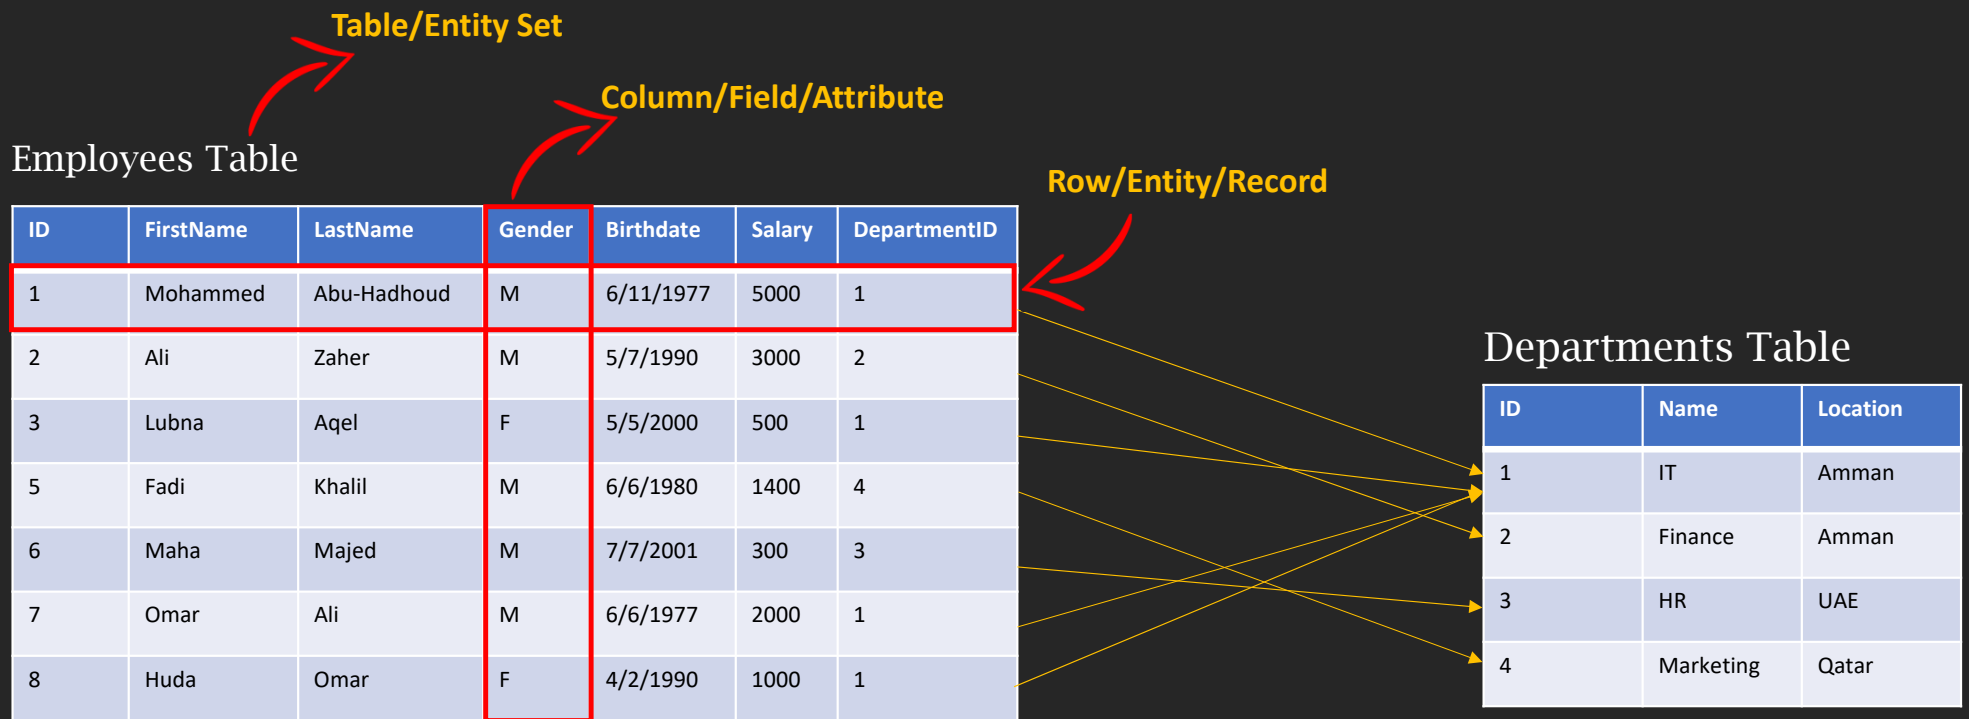 Table/Entity Set
Column/Field/Attribute
Employees Table
Row/Entity/Record
ID FirstName LastName Gender Birthdate Salary DepartmentID
1 Mohammed Abu-Hadhoud M 6/11/1977 5000 1
2 Ali Zaher M 5/7/1990 3000 2
3 Lubna Aqel F 5/5/2000 500 1
5 Fadi Khalil M 6/6/1980 1400 4
6 Maha Majed M 7/7/2001 300 3
7 Omar Ali M 6/6/1977 2000 1
8 Huda Omar F 4/2/1990 1000 1
Departments Table
ID Name Location
1 IT Amman
2 Finance Amman
3 HR UAE
4 Marketing Qatar